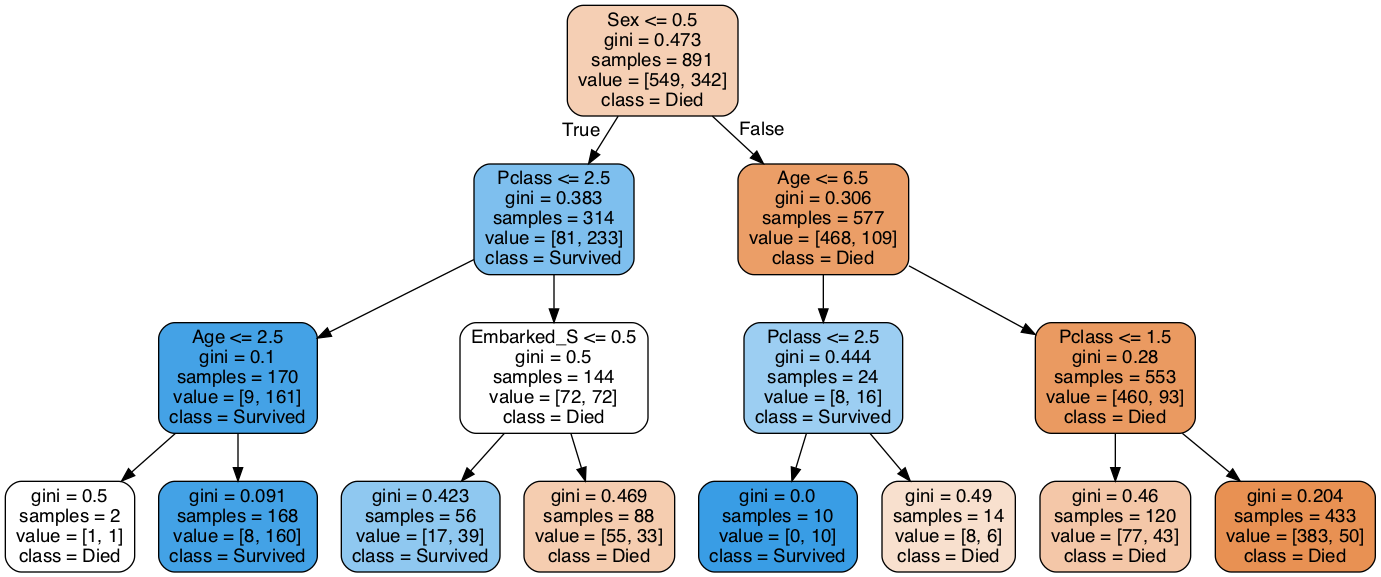 Sex <= 0.5
gini = 0.473
samples = 891
value = [549, 342]
class = Died
True
False
Pclass <= 2.5
gini = 0.383
samples = 314
value = [81, 233]
class = Survived
Age <= 6.5
gini = 0.306
samples = 577
value = [468, 109]
class = Died
Age <= 2.5
gini = 0.1
samples = 170
value = [9, 161]
class = Survived
Embarked_S <= 0.5
gini = 0.5
samples = 144
value = [72, 72]
class = Died
Pclass <= 2.5
gini = 0.444
samples = 24
value = [8, 16]
class = Survived
Pclass <= 1.5
gini = 0.28
samples = 553
value = [460, 93]
class = Died
gini = 0.5
samples = 2
value = [1, 1]
class = Died
gini = 0.091
samples = 168
value = [8, 160]
class = Survived
gini = 0.423
samples = 56
value = [17, 39]
class = Survived
gini = 0.469
samples = 88
value = [55, 33]
class = Died
gini = 0.0
samples = 10
value = [0, 10]
class = Survived
gini = 0.49
samples = 14
value = [8, 6]
class = Died
gini = 0.46
samples = 120
value = [77, 43]
class = Died
gini = 0.204
samples = 433
value = [383, 50]
class = Died